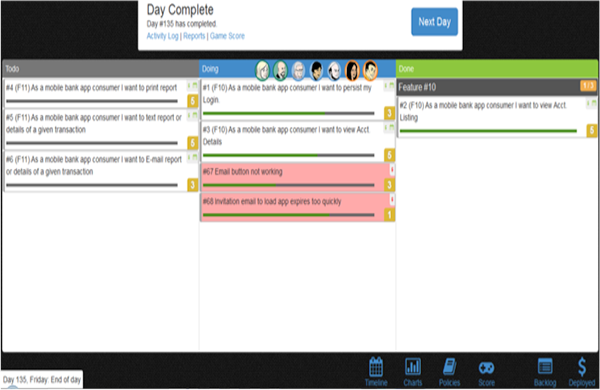 Day Complete
Day #135 has completed.
Activity Log | Reports | Game Score
Next Day
Todo
#4 (F11) As a mobile bank app consumer I want to print report
5
#5 (F11) As a mobile bank app consumer I want to text report or
details of a given transaction
5
#6 (F11) As a mobile bank app consumer I want to E-mail report
or details of a given transaction
3
Doing
#1 (F10) As a mobile bank app consumer I want to persist my
Login
3
#3 (F10) As a mobile bank app consumer I want to view Acct
Details
5
#67 Email button not working
3
#68 Invitation email to load app expires too quickly
1
Done
Feature #10
1 / 3
#2 (F10) As a mobile bank app consumer I want to view Acct
Listing
5
Day 135, Friday: End of day
Timeline
Charts
Policies
Score
Backlog
Deployed